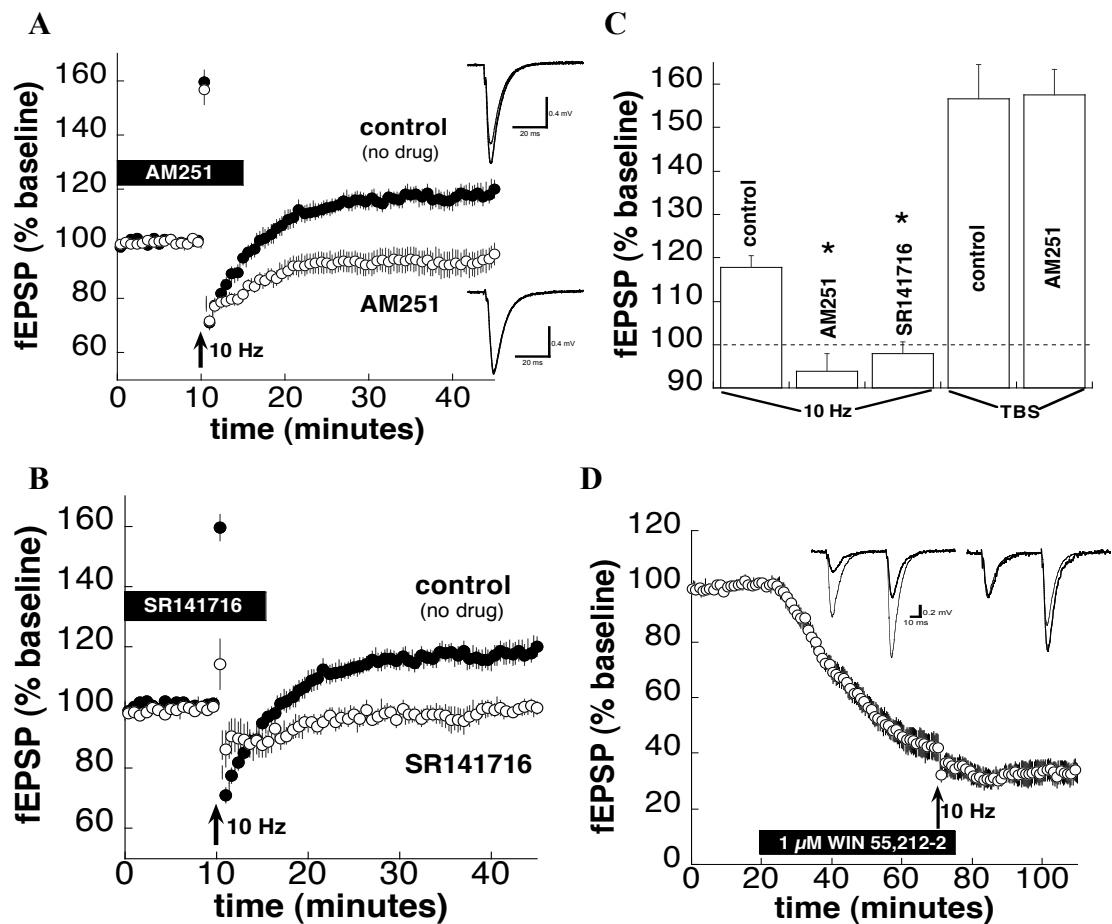 A
fEPSP (% baseline)
160
140
120
100
80
60
AM251
control
(no drug)
AM251
10 Hz
0.4 mV
20 ms
0.4 mV
20 ms
0 10 20 30 40
time (minutes)
C
fEPSP (% baseline)
160
150
140
130
120
110
100
90
control
AM251
*
SR141716
*
control
AM251
10 Hz
TBS
B
fEPSP (% baseline)
160
140
120
100
80
60
SR141716
control
(no drug)
SR141716
10 Hz
0 10 20 30 40
time (minutes)
D
fEPSP (% baseline)
100
80
60
40
20
0
0.2 mV
10 ms
10 Hz
1 µM WIN 55,212-2
0 20 40 60 80 100
time (minutes)